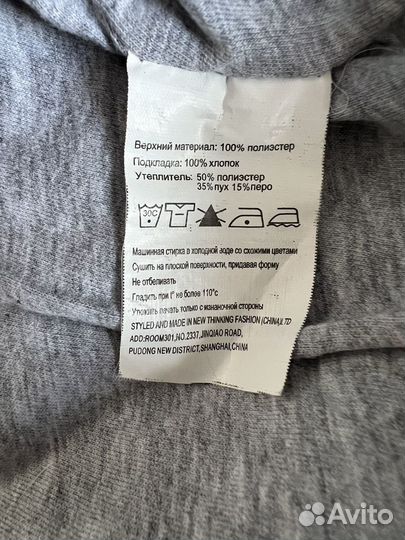 Верхний материал: 100% полиэстер
Подкладка: 100% хлопок
Утеплитель: 50% полиэстер
35% пух 15% перо
30C
Машинная стирка в холодной воде со схожими цветами
Сушить на плоской поверхности, придавая форму
Не отбеливать
Гладить при t° не более 110°с
Утюжить печать только с изнаночной стороны
STYLED AND MADE IN NEW THINKING FASHION (CHINA)LTD
ADD:ROOM301,NO.2337,JINQIAO ROAD,
PUDONG NEW DISTRICT,SHANGHAI,CHINA
Avito